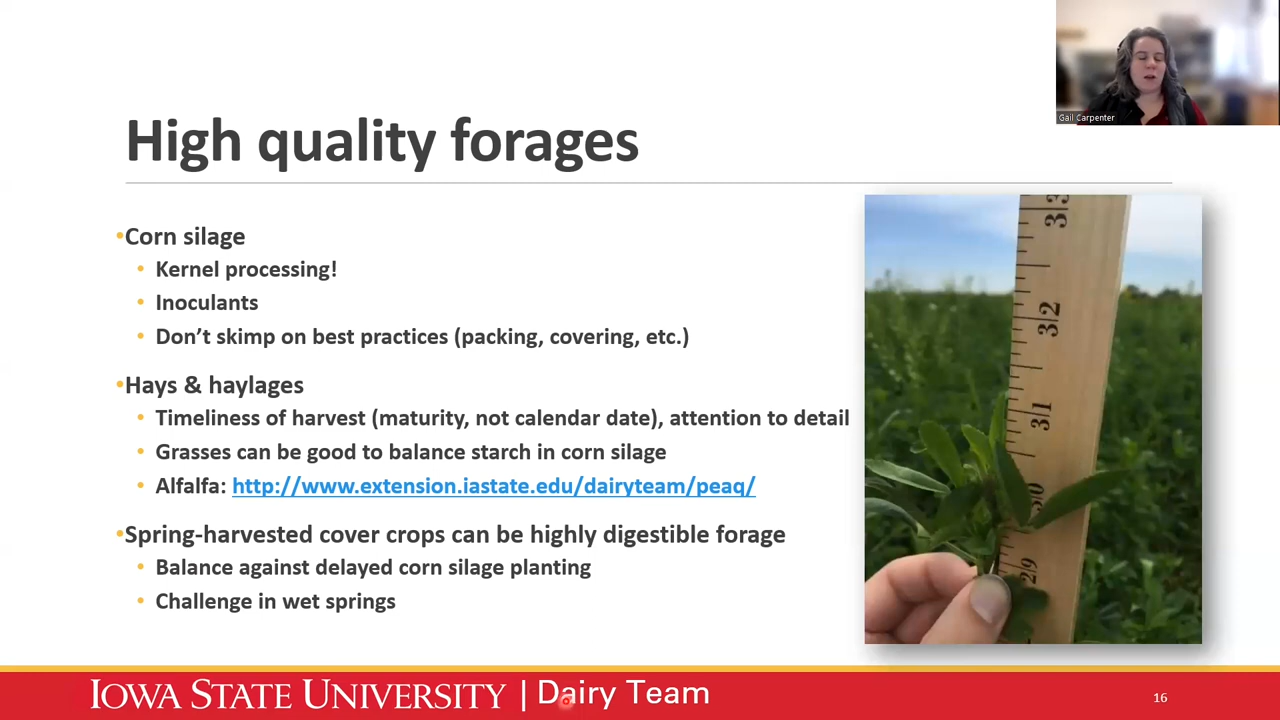 Gail Carpenter
High quality forages
•Corn silage
• Kernel processing!
• Inoculants
• Don’t skimp on best practices (packing, covering, etc.)
•Hays & haylages
• Timeliness of harvest (maturity, not calendar date), attention to detail
• Grasses can be good to balance starch in corn silage
• Alfalfa: http://www.extension.iastate.edu/dairyteam/peaq/
•Spring-harvested cover crops can be highly digestible forage
• Balance against delayed corn silage planting
• Challenge in wet springs
32
31
29
IOWA STATE UNIVERSITY | Dairy Team
16